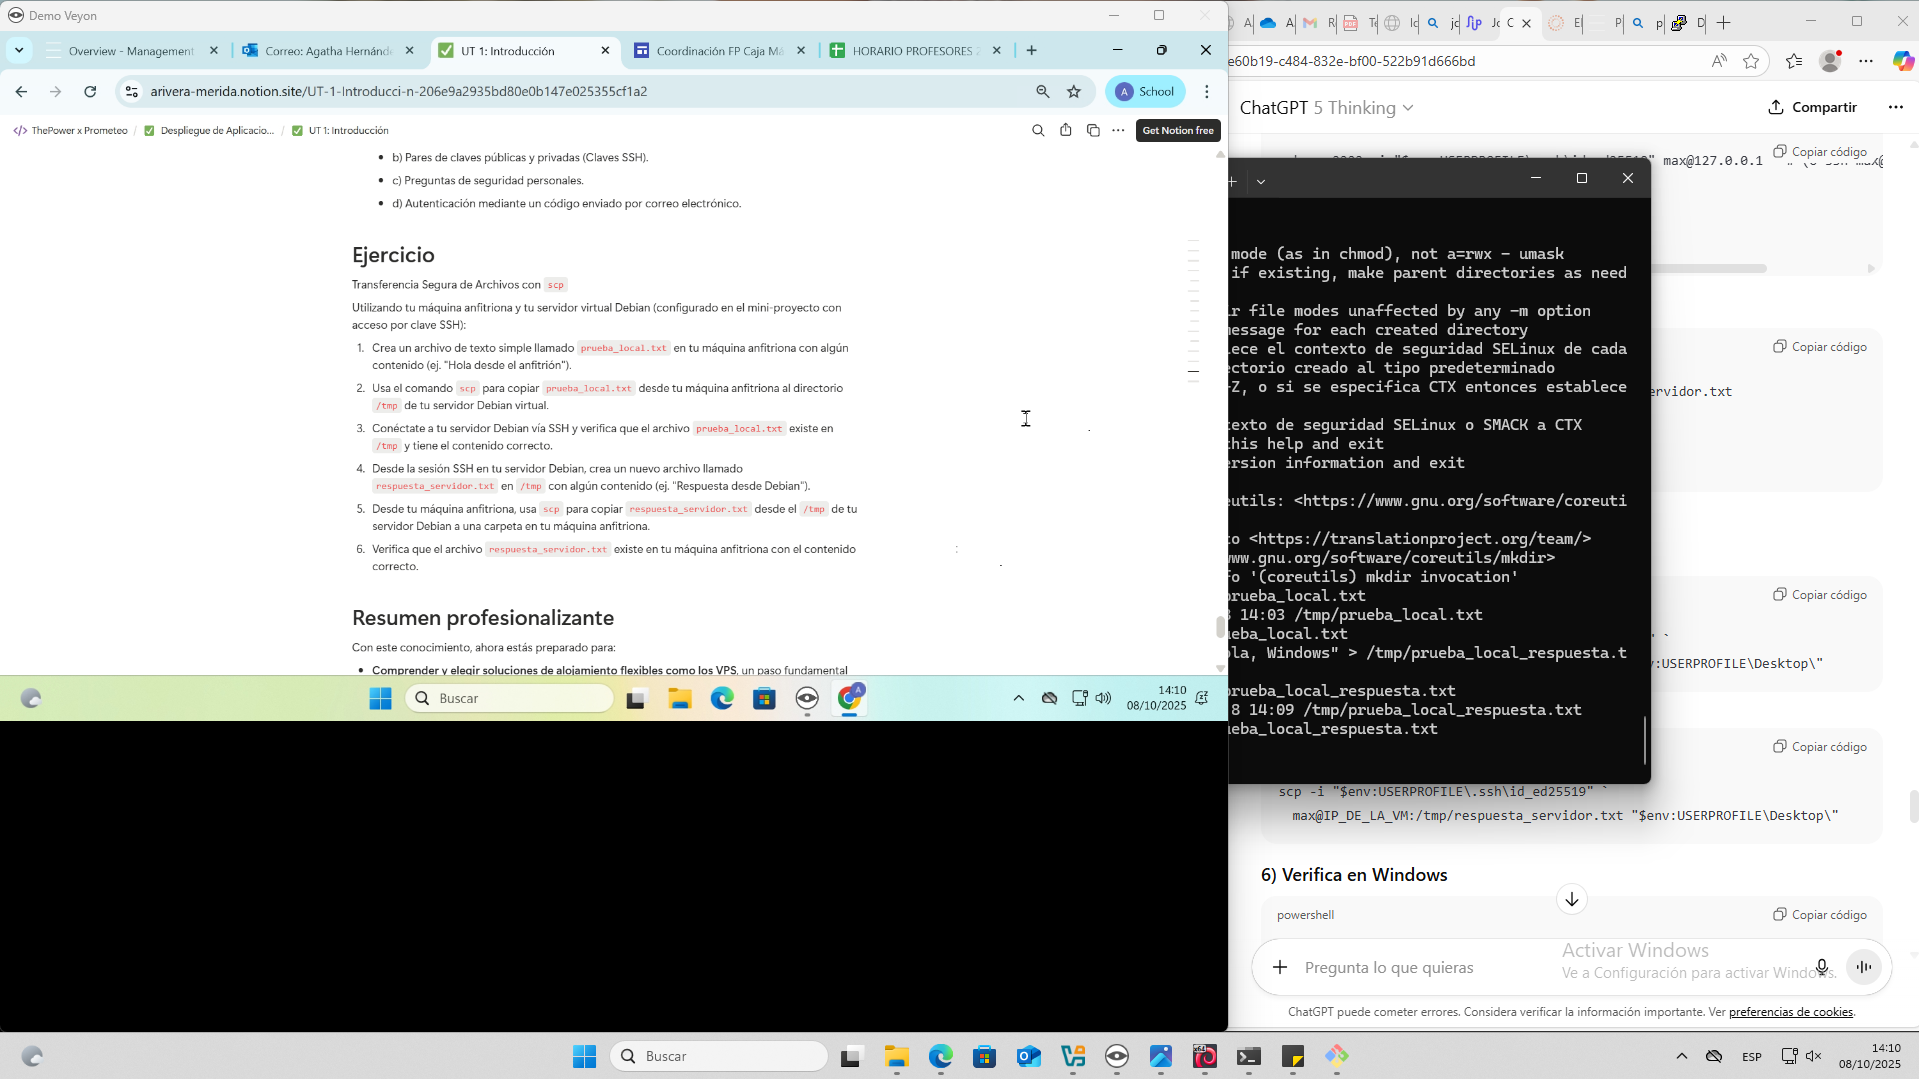 Demo Veyon
Overview - Management
Correo: Agatha Hernánde
UT 1: Introducción
Coordinación FP Caja Má
HORARIO PROFESORES 2
arivera-merida.notion.site/UT-1-Introducci-n-206e9a2935bd80e0b147e025355cf1a2
A School
ThePower x Prometeo / Despliegue de Aplicacio... / UT 1: Introducción
Get Notion free
b) Pares de claves públicas y privadas (Claves SSH).
c) Preguntas de seguridad personales.
d) Autenticación mediante un código enviado por correo electrónico.
Ejercicio
Transferencia Segura de Archivos con scp
Utilizando tu máquina anfitriona y tu servidor virtual Debian (configurado en el mini-proyecto con
acceso por clave SSH):
1. Crea un archivo de texto simple llamado prueba_local.txt en tu máquina anfitriona con algún
contenido (ej. "Hola desde el anfitrión").
2. Usa el comando scp para copiar prueba_local.txt desde tu máquina anfitriona al directorio
/tmp de tu servidor Debian virtual.
3. Conéctate a tu servidor Debian vía SSH y verifica que el archivo prueba_local.txt existe en
/tmp y tiene el contenido correcto.
4. Desde la sesión SSH en tu servidor Debian, crea un nuevo archivo llamado
respuesta_servidor.txt en /tmp con algún contenido (ej. "Respuesta desde Debian").
5. Desde tu máquina anfitriona, usa scp para copiar respuesta_servidor.txt desde el /tmp de tu
servidor Debian a una carpeta en tu máquina anfitriona.
6. Verifica que el archivo respuesta_servidor.txt existe en tu máquina anfitriona con el contenido
correcto.
Resumen profesionalizante
Con este conocimiento, ahora estás preparado para:
Comprender y elegir soluciones de alojamiento flexibles como los VPS, un paso fundamental
Buscar
14:10
08/10/2025
e60b19-c484-832e-bf00-522b91d666bd
ChatGPT 5 Thinking
Compartir
Copiar código
max@127.0.0.1
Copiar código
ervidor.txt
Copiar código
v:USERPROFILE\Desktop\"
Copiar código
mode (as in chmod), not a=rwx - umask
if existing, make parent directories as need
r file modes unaffected by any -m option
essage for each created directory
ece el contexto de seguridad SELinux de cada
ectorio creado al tipo predeterminado
Z, o si se especifica CTX entonces establece
texto de seguridad SELinux o SMACK a CTX
this help and exit
ersion information and exit
eutils: <https://www.gnu.org/software/coreuti
to <https://translationproject.org/team/>
ww.gnu.org/software/coreutils/mkdir>
fo '(coreutils) mkdir invocation'
prueba_local.txt
8 14:03 /tmp/prueba_local.txt
eba_local.txt
la, Windows" > /tmp/prueba_local_respuesta.t
prueba_local_respuesta.txt
8 14:09 /tmp/prueba_local_respuesta.txt
eba_local_respuesta.txt
scp -i "$env:USERPROFILE\.ssh\id_ed25519" `
max@IP_DE_LA_VM:/tmp/respuesta_servidor.txt "$env:USERPROFILE\Desktop\"
6) Verifica en Windows
powershell
Copiar código
Pregunta lo que quieras
Activar Windows
Ve a Configuración para activar Windows.
ChatGPT puede cometer errores. Considera verificar la información importante. Ver preferencias de cookies.
Buscar
ESP
14:10
08/10/2025